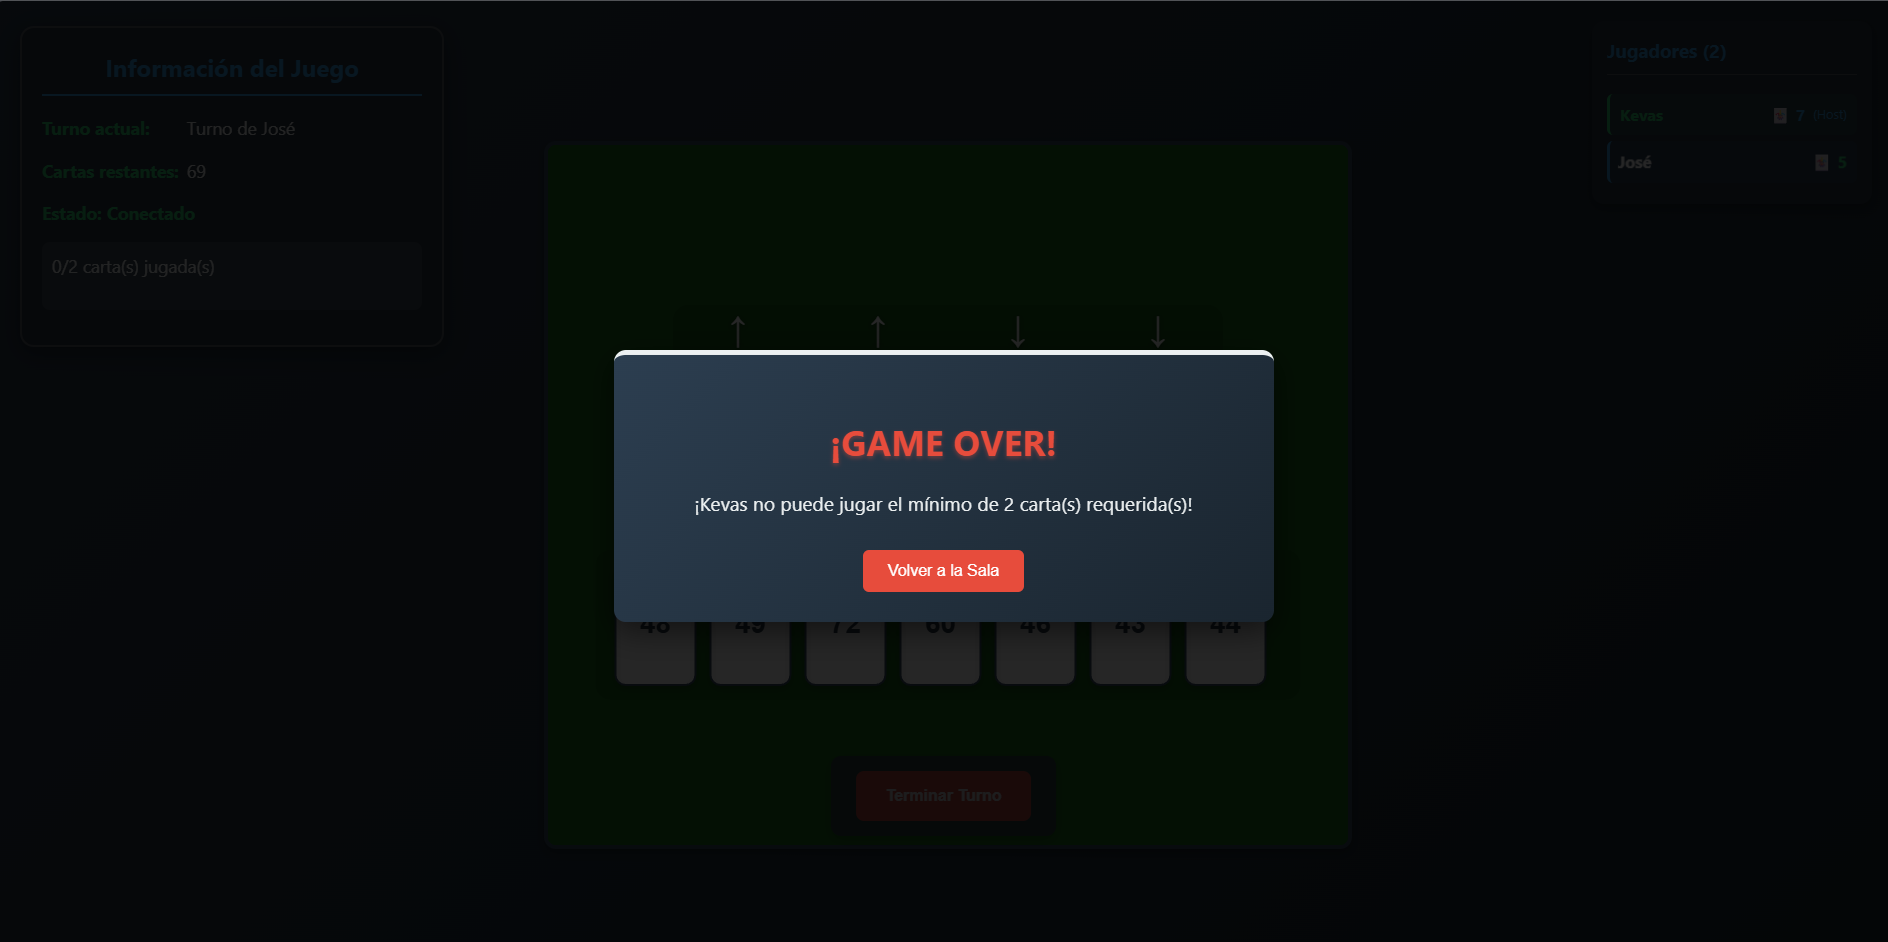 Información del Juego
Turno actual: Turno de José
Cartas restantes: 69
Estado: Conectado
0/2 carta(s) jugada(s)
Jugadores (2)
Kevas 7 (Host)
José 5
↑ ↑ ↓ ↓
¡GAME OVER!
¡Kevas no puede jugar el mínimo de 2 carta(s) requerida(s)!
Volver a la Sala
48 49 72 60 46 43 44
Terminar Turno